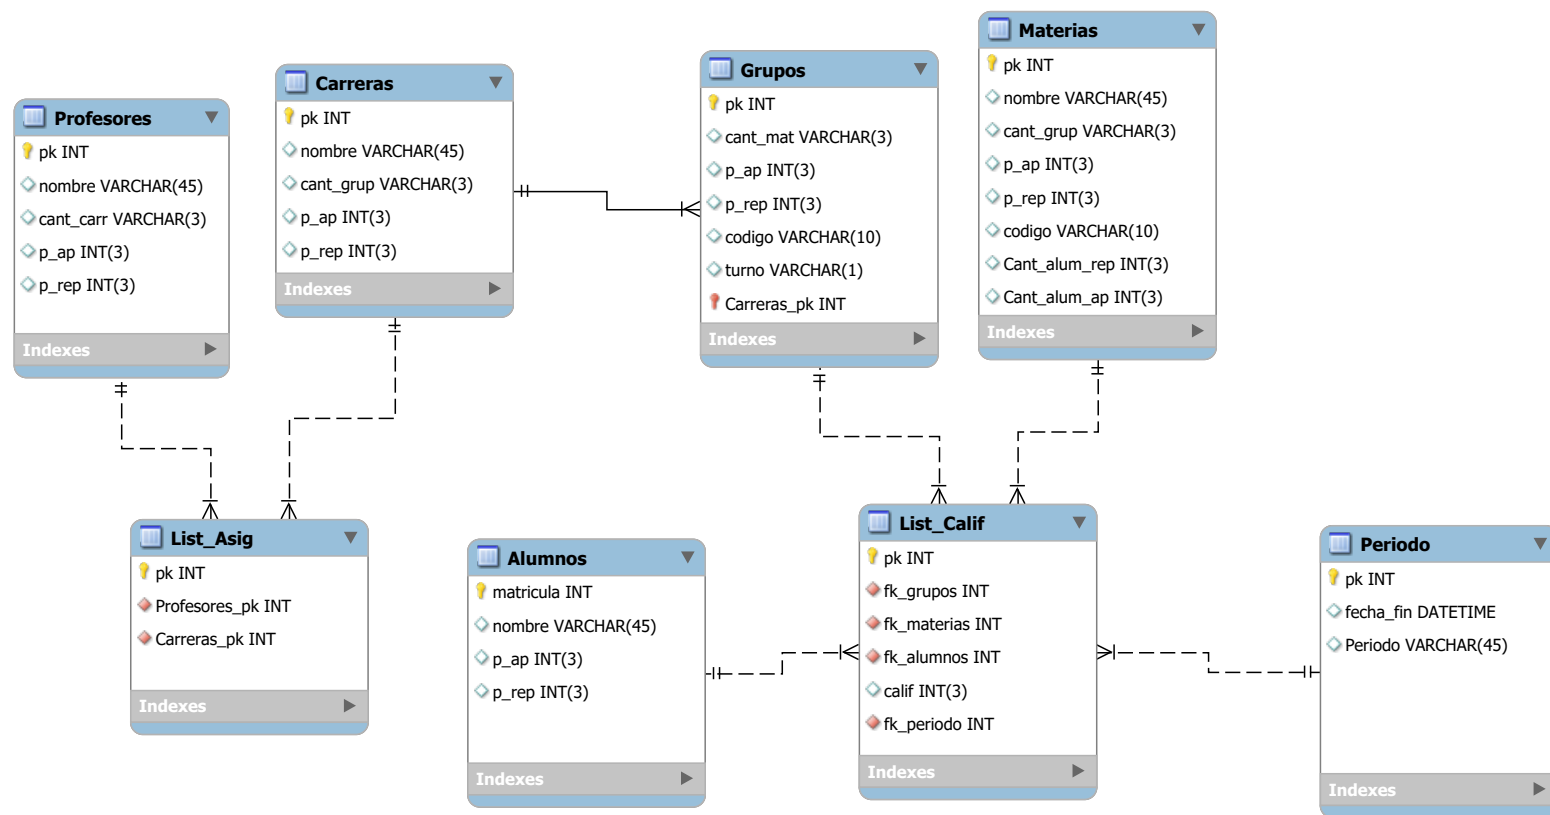 Profesores
pk INT
nombre VARCHAR(45)
cant_carr VARCHAR(3)
p_ap INT(3)
p_rep INT(3)
Indexes
Carreras
pk INT
nombre VARCHAR(45)
cant_grup VARCHAR(3)
p_ap INT(3)
p_rep INT(3)
Indexes
Grupos
pk INT
cant_mat VARCHAR(3)
p_ap INT(3)
p_rep INT(3)
codigo VARCHAR(10)
turno VARCHAR(1)
Carreras_pk INT
Indexes
Materias
pk INT
nombre VARCHAR(45)
cant_grup VARCHAR(3)
p_ap INT(3)
p_rep INT(3)
codigo VARCHAR(10)
Cant_alum_rep INT(3)
Cant_alum_ap INT(3)
Indexes
List_Asig
pk INT
Profesores_pk INT
Carreras_pk INT
Indexes
Alumnos
matricula INT
nombre VARCHAR(45)
p_ap INT(3)
p_rep INT(3)
Indexes
List_Calif
pk INT
fk_grupos INT
fk_materias INT
fk_alumnos INT
calif INT(3)
fk_periodo INT
Indexes
Periodo
pk INT
fecha_fin DATETIME
Periodo VARCHAR(45)
Indexes